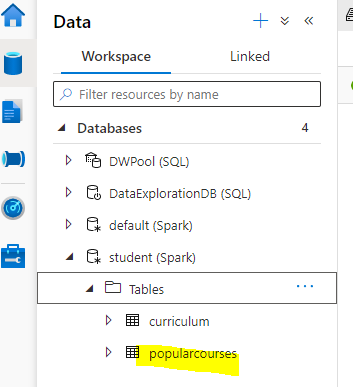 Data
Workspace
Linked
Filter resources by name
Databases
4
DWPool (SQL)
DataExplorationDB (SQL)
default (Spark)
student (Spark)
Tables
curriculum
popularcourses